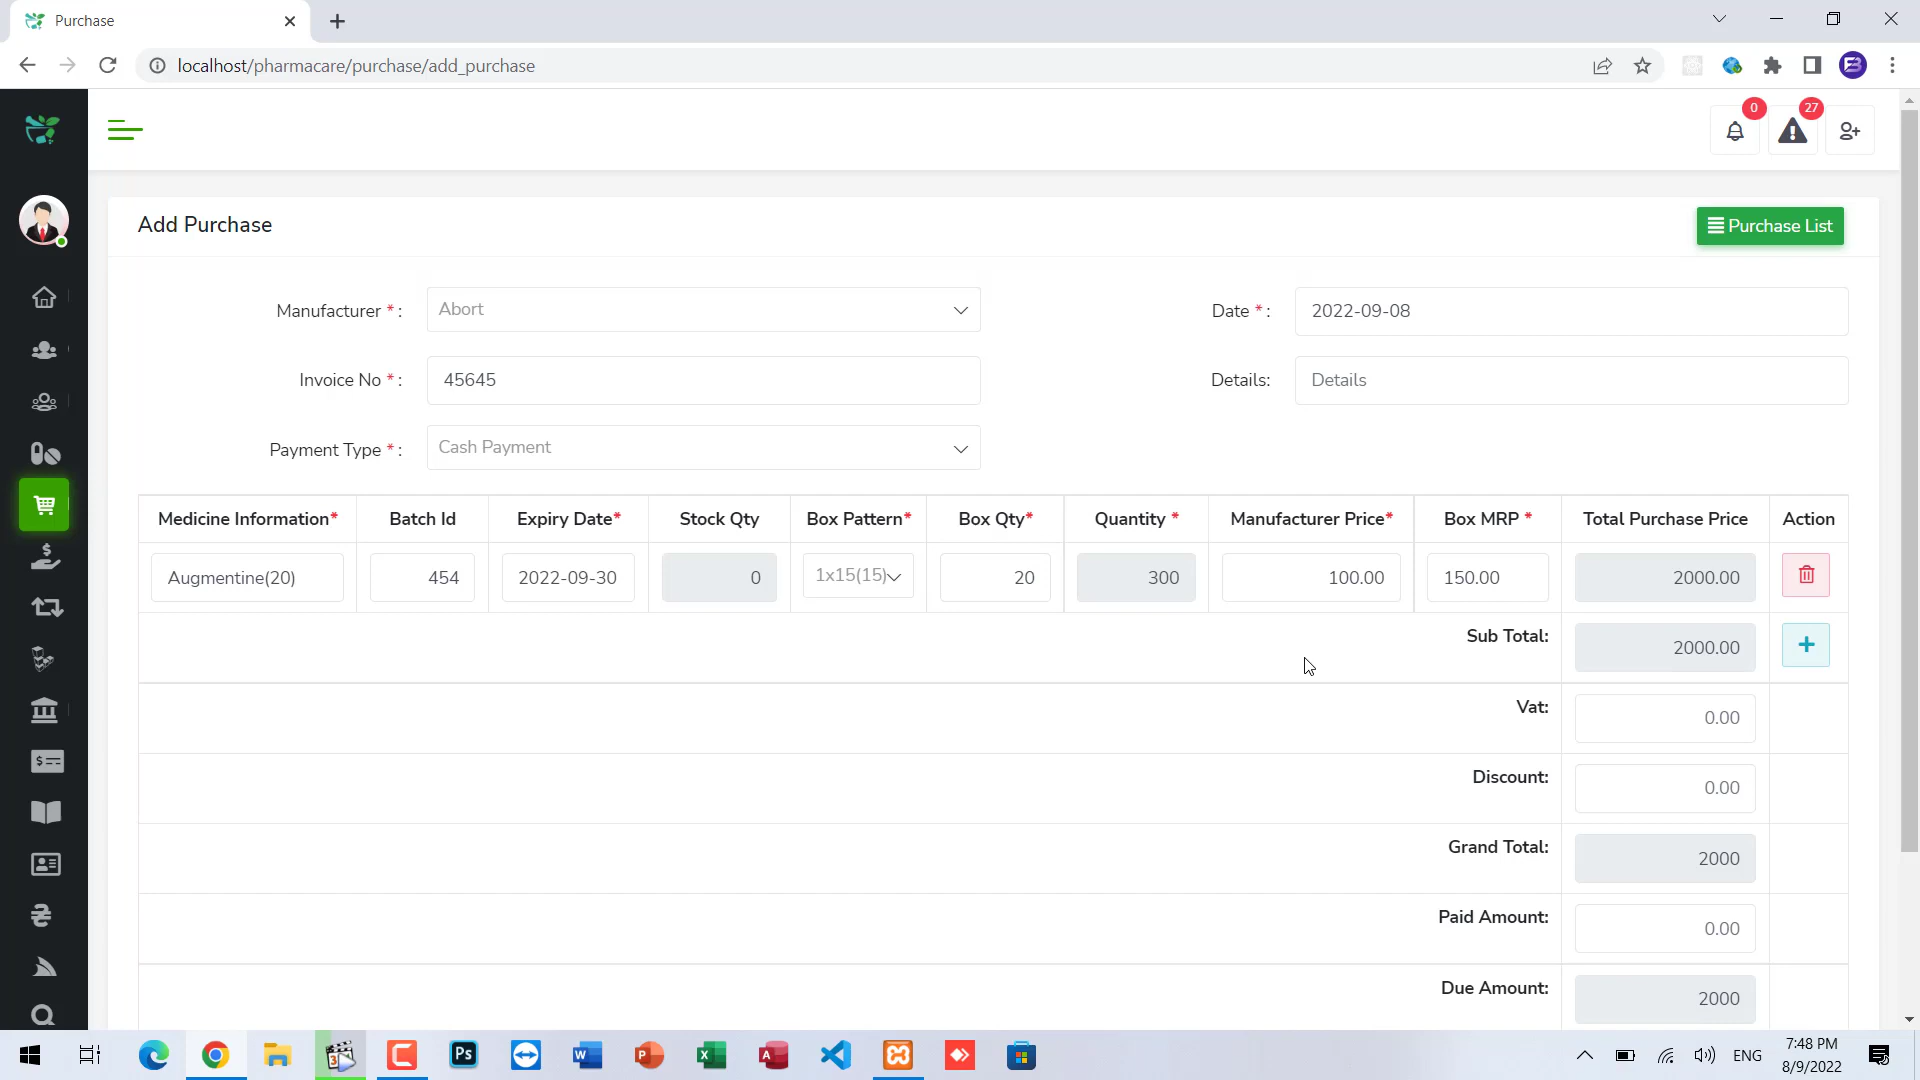 Purchase
localhost/pharmacare/purchase/add_purchase
0
27
Add Purchase
Purchase List
Manufacturer * :
Abort
Date * :
2022-09-08
Invoice No * :
45645
Details:
Details
Payment Type * :
Cash Payment
Medicine Information* Batch Id Expiry Date* Stock Qty Box Pattern* Box Qty* Quantity * Manufacturer Price* Box MRP * Total Purchase Price Action
Augmentine(20) 454 2022-09-30 0 1x15(15) 20 300 100.00 150.00 2000.00
Sub Total: 2000.00
Vat: 0.00
Discount: 0.00
Grand Total: 2000
Paid Amount: 0.00
Due Amount: 2000
ENG
7:48 PM
8/9/2022